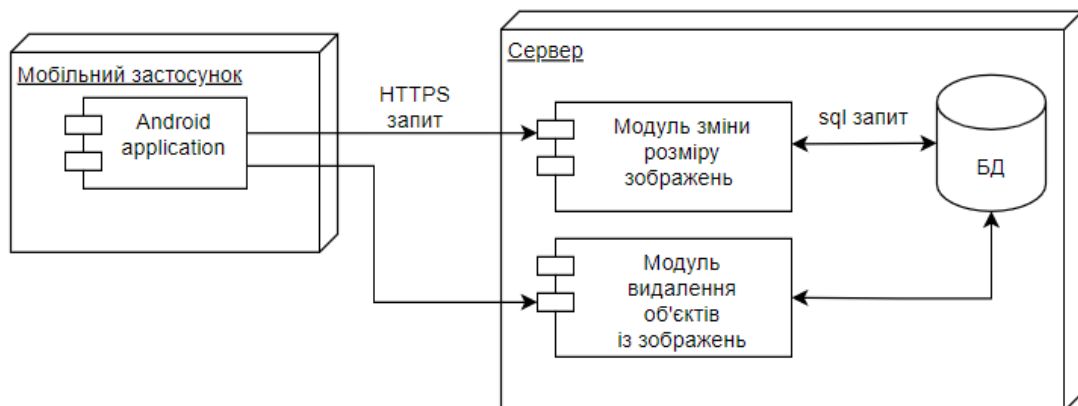 Мобільний застосунок
Android
application
HTTPS
запит
Сервер
Модуль зміни
розміру
зображень
sql запит
БД
Модуль
видалення
об'єктів
із зображень